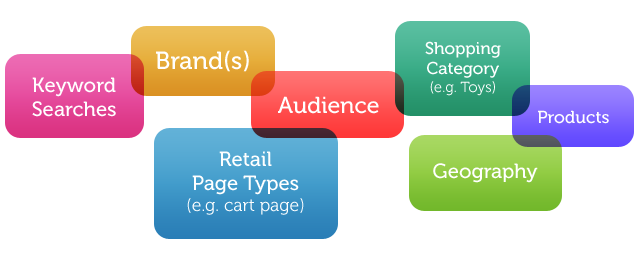 Keyword
Searches
Brand(s)
Audience
Retail
Page Types
(e.g. cart page)
Shopping
Category
(e.g. Toys)
Products
Geography